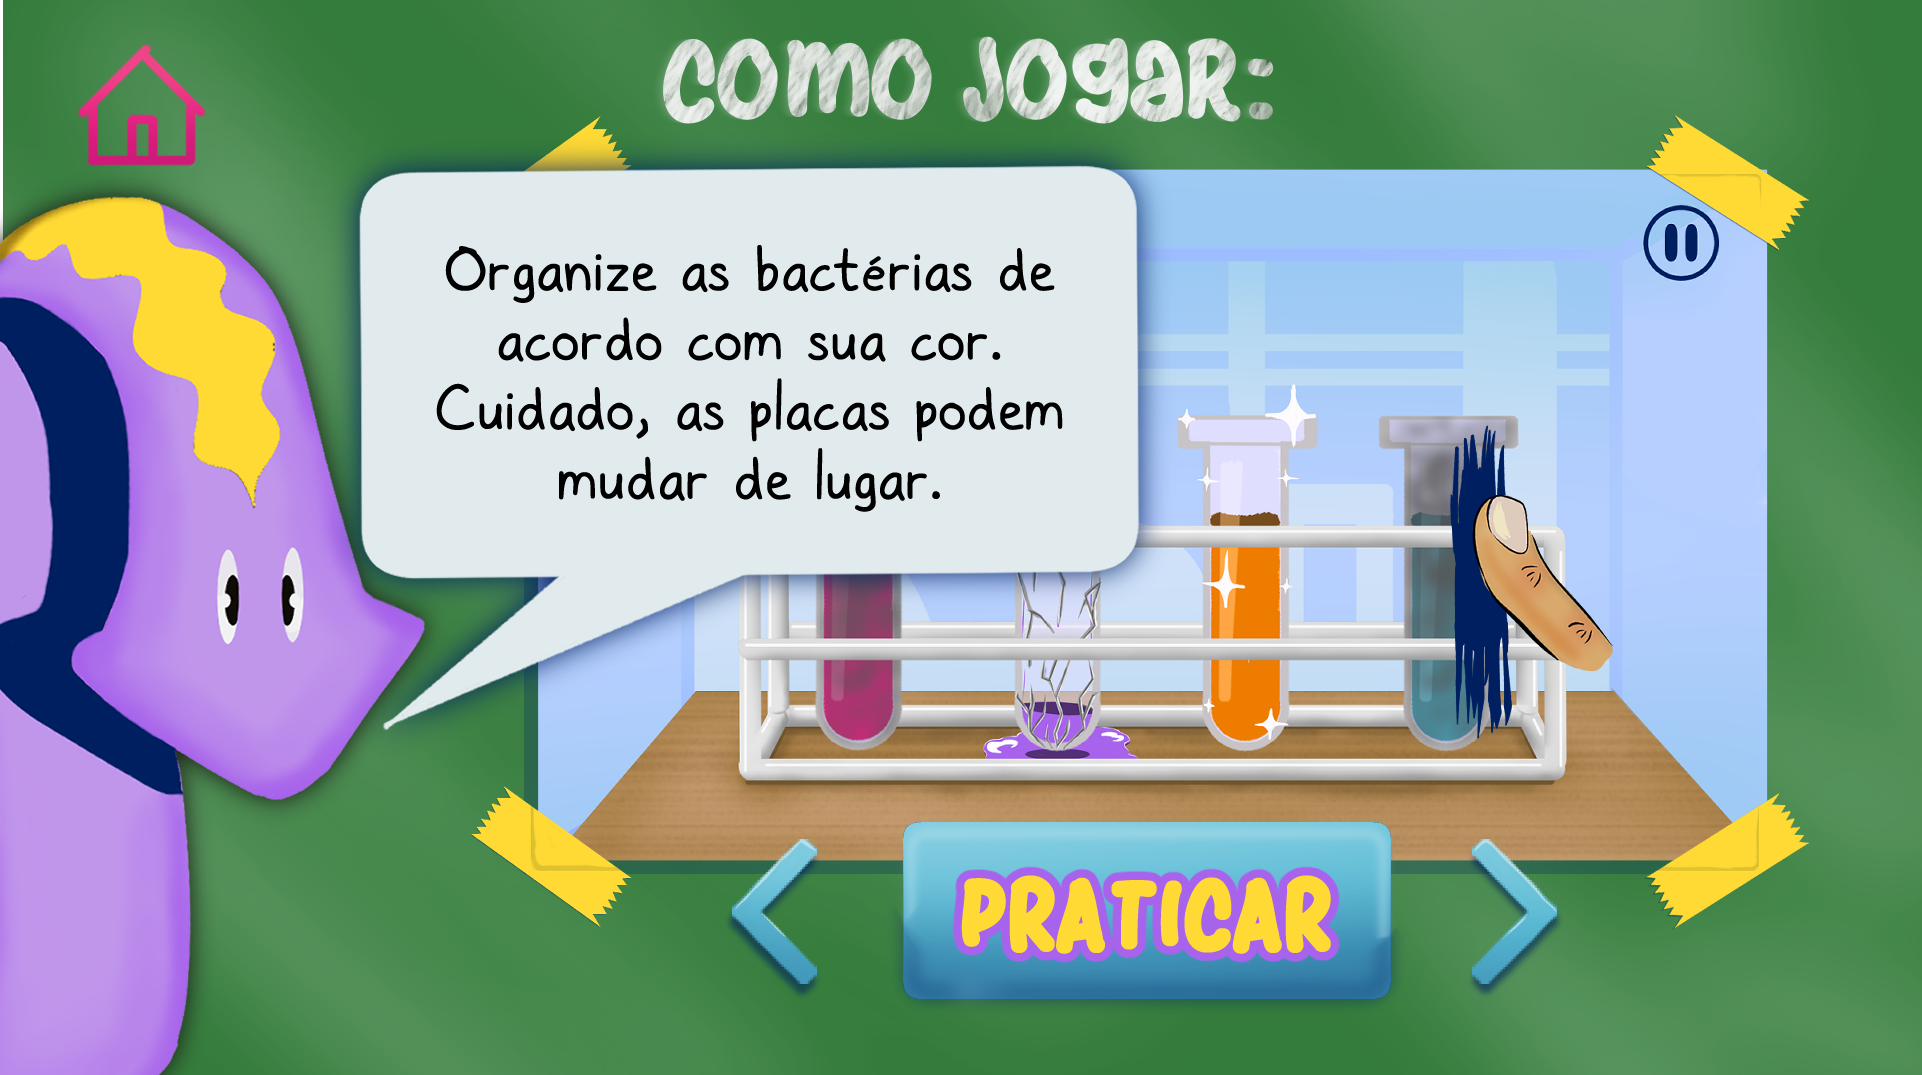 COMO JOGAR:
Organize as bactérias de
acordo com sua cor.
Cuidado, as placas podem
mudar de lugar.
PRATICAR